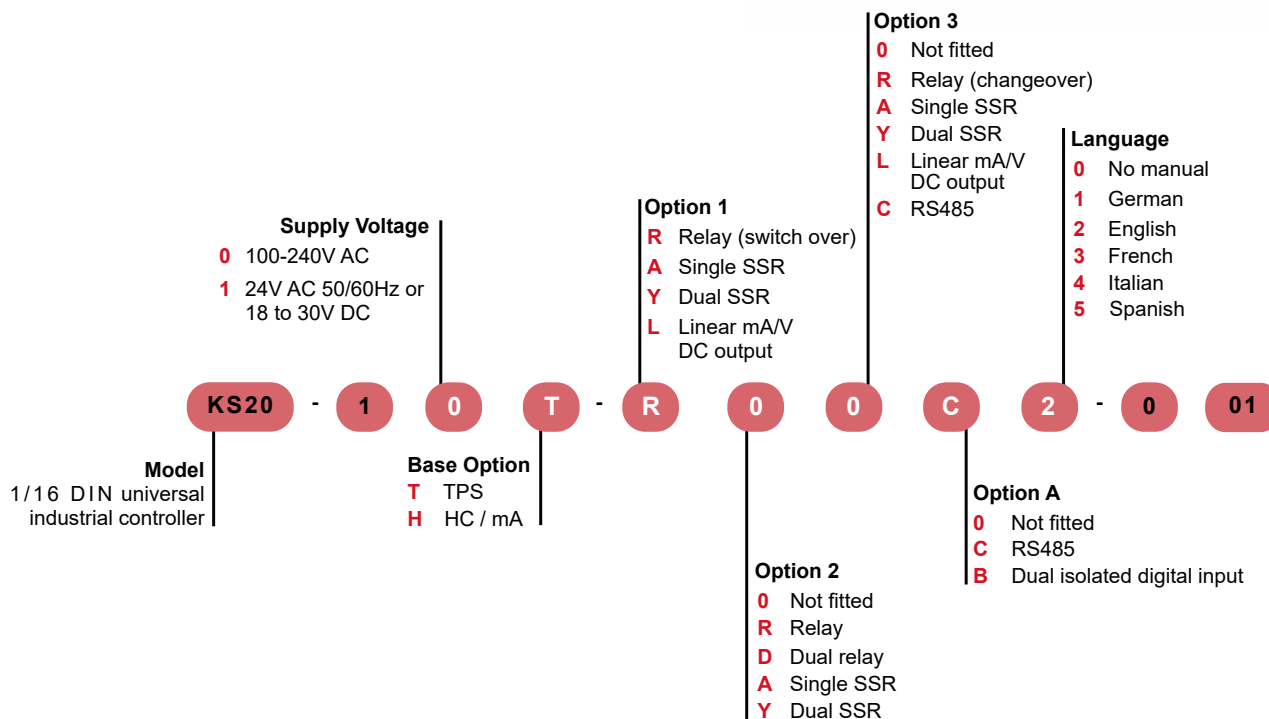 Option 3
0 Not fitted
R Relay (changeover)
A Single SSR
Y Dual SSR
L Linear mA/V
DC output
C RS485
Language
0 No manual
1 German
2 English
3 French
4 Italian
5 Spanish
Option 1
R Relay (switch over)
A Single SSR
Y Dual SSR
L Linear mA/V
DC output
Supply Voltage
0 100-240V AC
1 24V AC 50/60Hz or
18 to 30V DC
KS20 - 1 0 T - R 0 0 C 2 - 0 01
Model
1/16 DIN universal
industrial controller
Base Option
T TPS
H HC / mA
Option A
0 Not fitted
C RS485
B Dual isolated digital input
Option 2
0 Not fitted
R Relay
D Dual relay
A Single SSR
Y Dual SSR